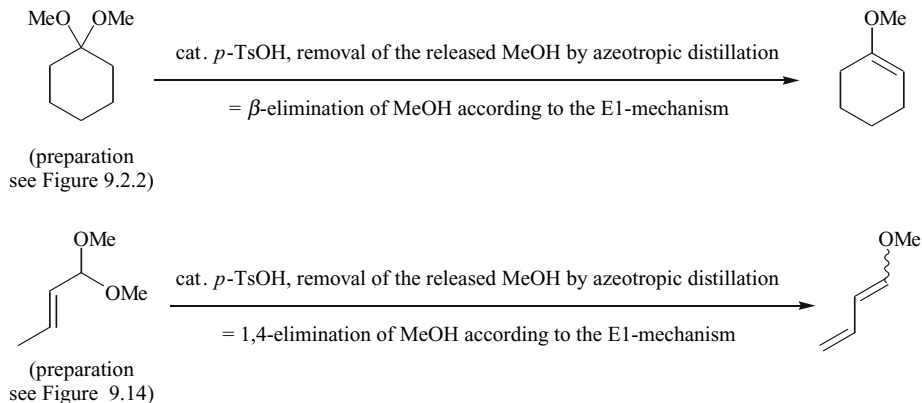 MeO OMe
OMe
cat. p-TsOH, removal of the released MeOH by azeotropic distillation
= β-elimination of MeOH according to the E1-mechanism
(preparation
see Figure 9.2.2)
OMe
OMe
OMe
cat. p-TsOH, removal of the released MeOH by azeotropic distillation
= 1,4-elimination of MeOH according to the E1-mechanism
(preparation
see Figure 9.14)